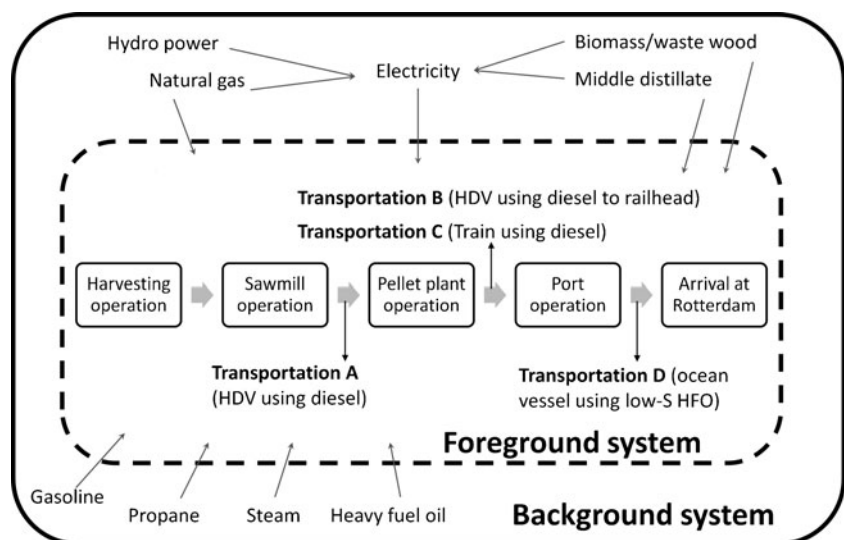 Hydro power
Biomass/waste wood
Electricity
Natural gas
Middle distillate
Transportation B (HDV using diesel to railhead)
Transportation C (Train using diesel)
Harvesting
operation
Sawmill
operation
Pellet plant
operation
Port
operation
Arrival at
Rotterdam
Transportation A
(HDV using diesel)
Transportation D (ocean
vessel using low-S HFO)
Foreground system
Gasoline
Propane
Steam
Heavy fuel oil
Background system